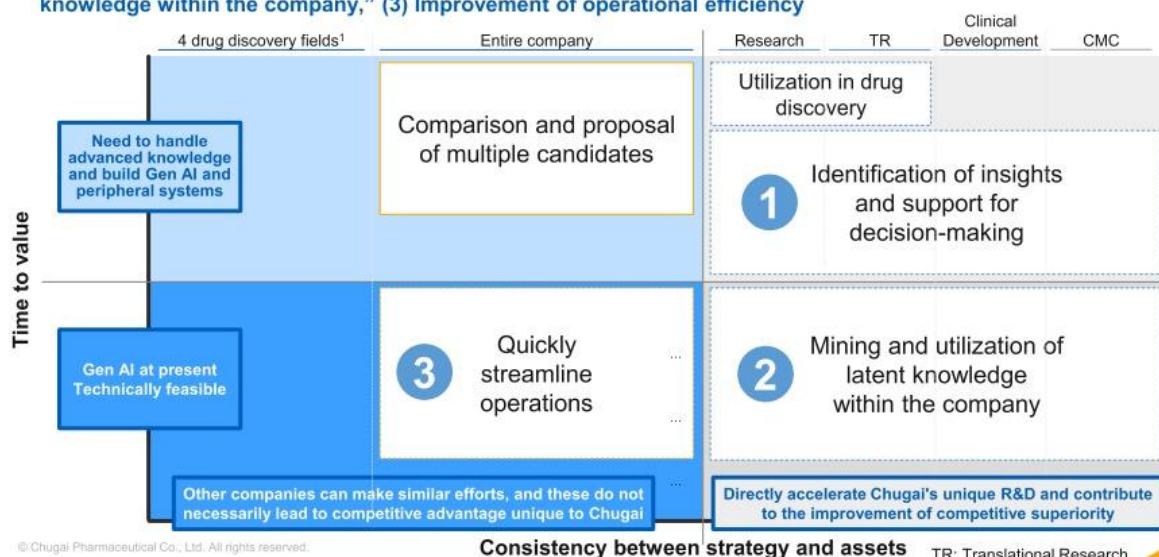 knowledge within the company,” (3) Improvement of operational efficiency
4 drug discovery fields1
Entire company
Research
TR
Clinical
Development
CMC
Need to handle
advanced knowledge
and build Gen AI and
peripheral systems
Comparison and proposal
of multiple candidates
Utilization in drug
discovery
1
Identification of insights
and support for
decision-making
Time to value
Gen AI at present
Technically feasible
3
Quickly
streamline
operations
...
...
...
2
Mining and utilization of
latent knowledge
within the company
Other companies can make similar efforts, and these do not
necessarily lead to competitive advantage unique to Chugai
Directly accelerate Chugai's unique R&D and contribute
to the improvement of competitive superiority
© Chugai Pharmaceutical Co., Ltd. All rights reserved.
Consistency between strategy and assets
TR: Translational Research